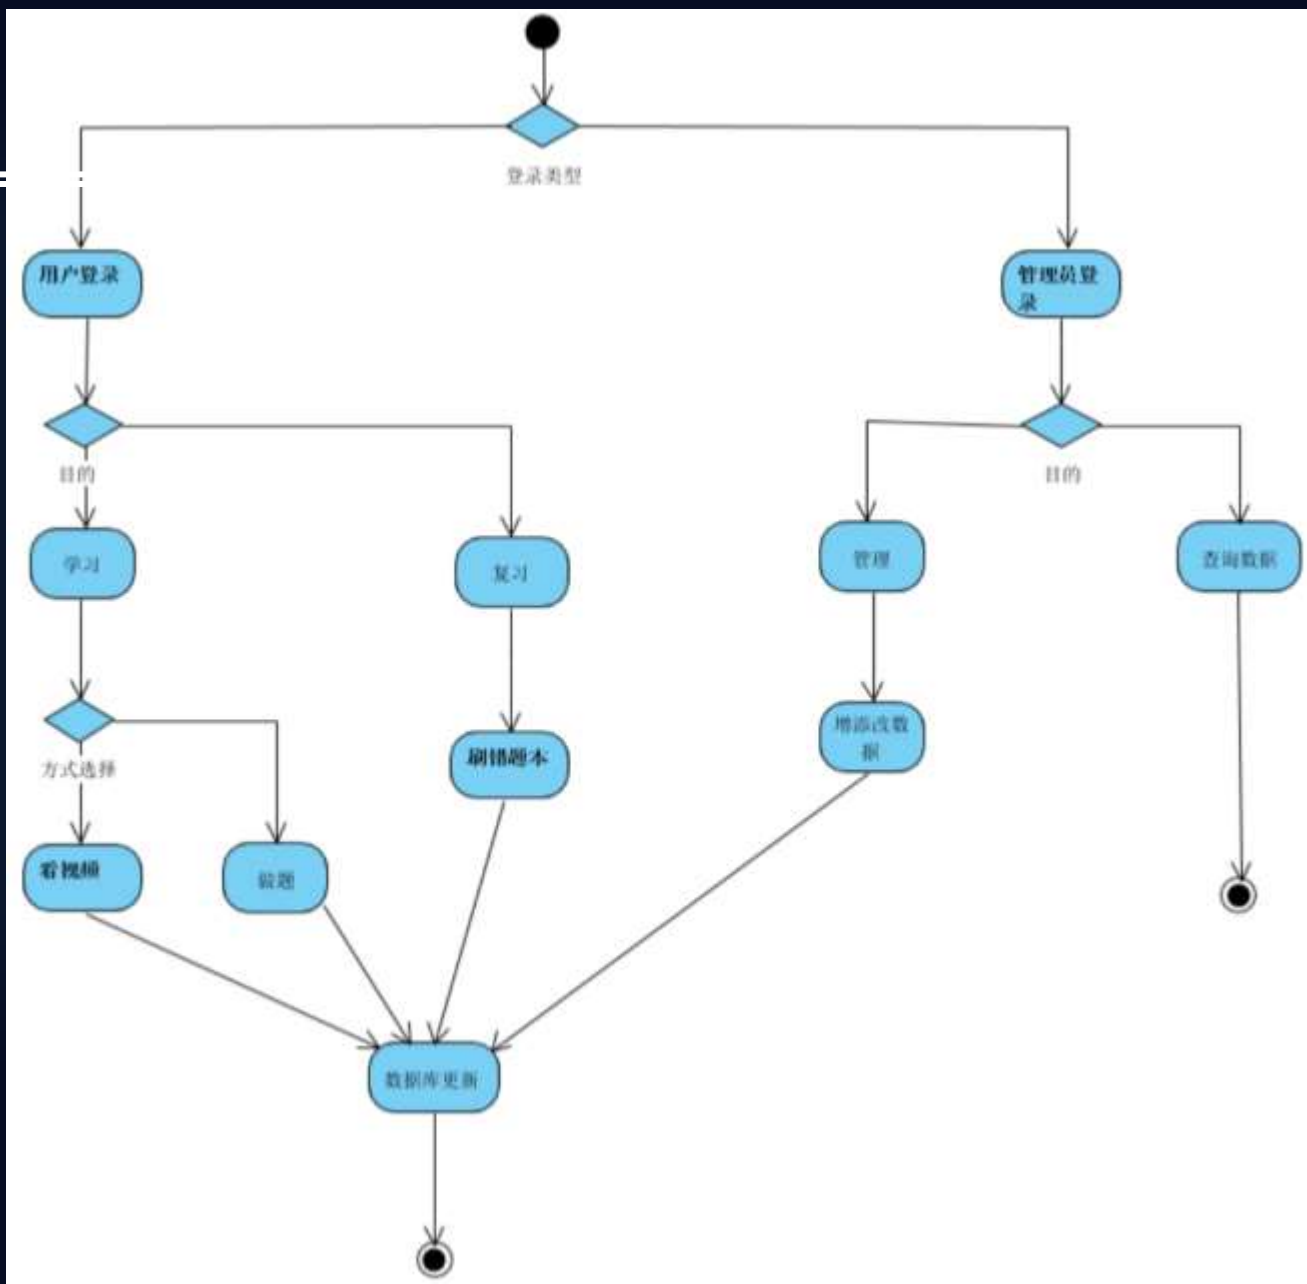 登录类型
用户登录
管理员登
录
目的
目的
学习
复习
管理
查询数据
方式选择
刷错题本
增添改数
据
看视频
做题
数据库更新